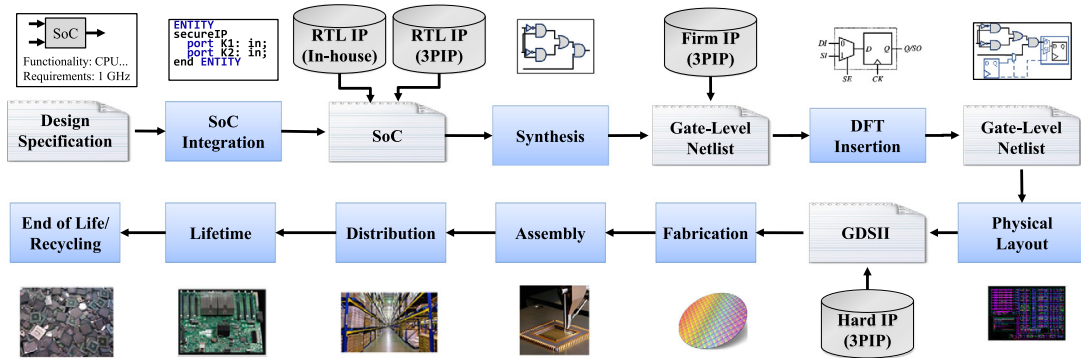 SoC
Functionality: CPU...
Requirements: 1 GHz
ENTITY
secureIP
port K1: in;
port K2: in;
end ENTITY
RTL IP
(In-house)
RTL IP
(3PIP)
Firm IP
(3PIP)
DI
SI
0
1
SE
D
Q
CK
Q/SO
Design
Specification
SoC
Integration
SoC
Synthesis
Gate-Level
Netlist
DFT
Insertion
Gate-Level
Netlist
End of Life/
Recycling
Lifetime
Distribution
Assembly
Fabrication
GDSII
Physical
Layout
Hard IP
(3PIP)